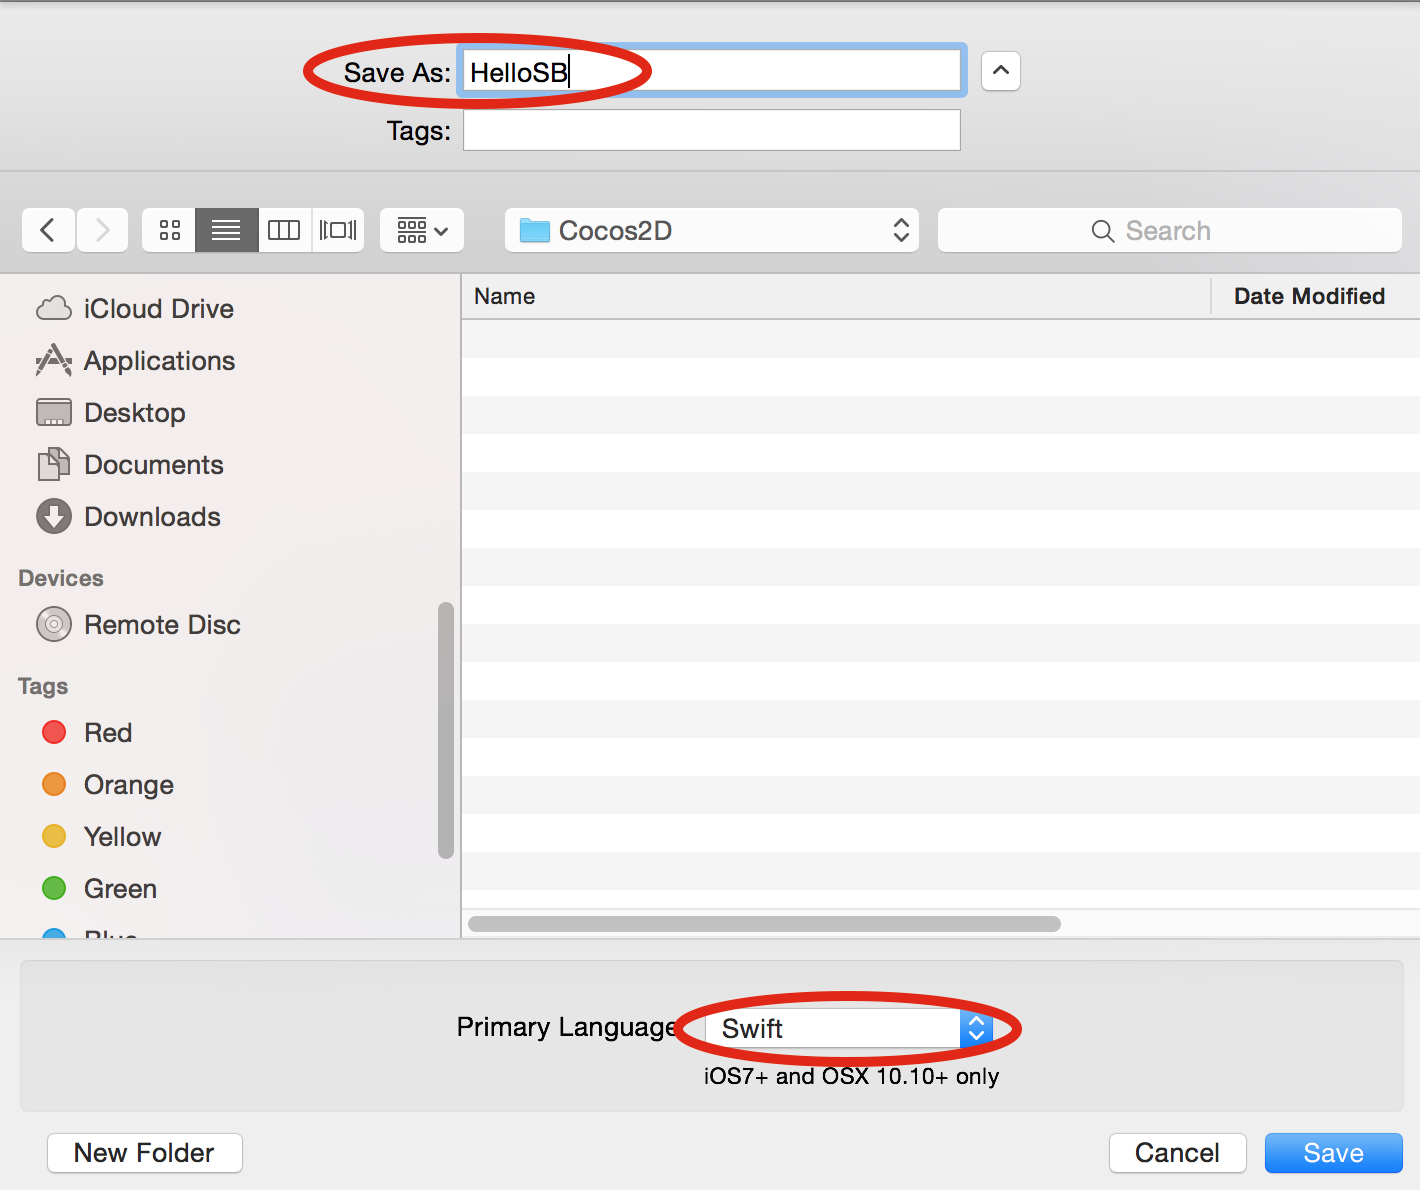 Save As: HelloSB
Tags:
Cocos2D
Search
Name Date Modified
iCloud Drive
Applications
Desktop
Documents
Downloads
Devices
Remote Disc
Tags
Red
Orange
Yellow
Green
Blue
Primary Language Swift
iOS7+ and OSX 10.10+ only
New Folder Cancel Save